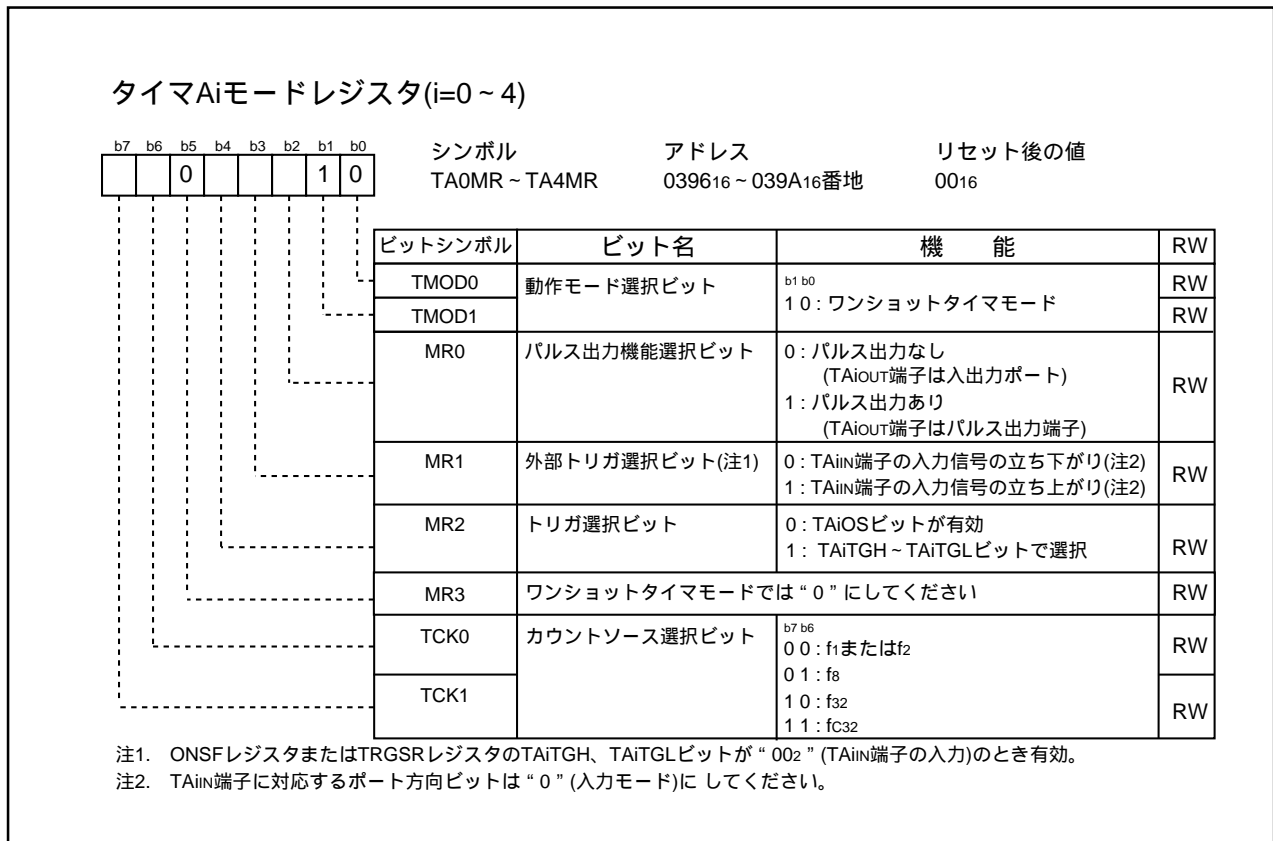 タイマAiモードレジスタ(i=0 ~ 4)
b7 b6 b5 b4 b3 b2 b1 b0
0 1 0
シンボル アドレス リセット後の値
TA0MR ~ TA4MR 039616 ~ 039A16番地 0016
ビットシンボル ビット名 機 能 RW
TMOD0 動作モード選択ビット b1 b0 RW
1 0 : ワンショットタイマモード
TMOD1 RW
MR0 パルス出力機能選択ビット 0 : パルス出力なし
(TAiOUT端子は入出力ポート)
RW
1 : パルス出力あり
(TAiOUT端子はパルス出力端子)
MR1 外部トリガ選択ビット(注1) 0 : TAiIN端子の入力信号の立ち下がり(注2)
RW
1 : TAiIN端子の入力信号の立ち上がり(注2)
MR2 トリガ選択ビット 0 : TAiOSビットが有効
1 : TAiTGH ~ TAiTGLビットで選択 RW
MR3 ワンショットタイマモードでは “ 0 ” にしてください RW
TCK0 カウントソース選択ビット b7 b6
0 0 : f1またはf2 RW
0 1 : f8
TCK1 1 0 : f32 RW
1 1 : fC32
注1. ONSFレジスタまたはTRGSRレジスタのTAiTGH、TAiTGLビットが “ 002 ” (TAiIN端子の入力)のとき有効。
注2. TAiIN端子に対応するポート方向ビットは “ 0 ” (入力モード)に してください。